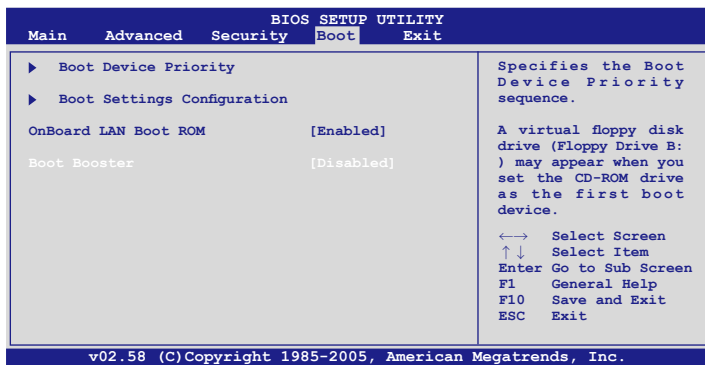 BIOS SETUP UTILITY
Main Advanced Security Boot Exit
Boot Device Priority
Boot Settings Configuration
OnBoard LAN Boot ROM [Enabled]
Boot Booster [Disabled]
Specifies the Boot
Device Priority
sequence.
A virtual floppy disk
drive (Floppy Drive B:
) may appear when you
set the CD-ROM drive
as the first boot
device.
←→ Select Screen
↑↓ Select Item
Enter Go to Sub Screen
F1 General Help
F10 Save and Exit
ESC Exit
v02.58 (C)Copyright 1985-2005, American Megatrends, Inc.